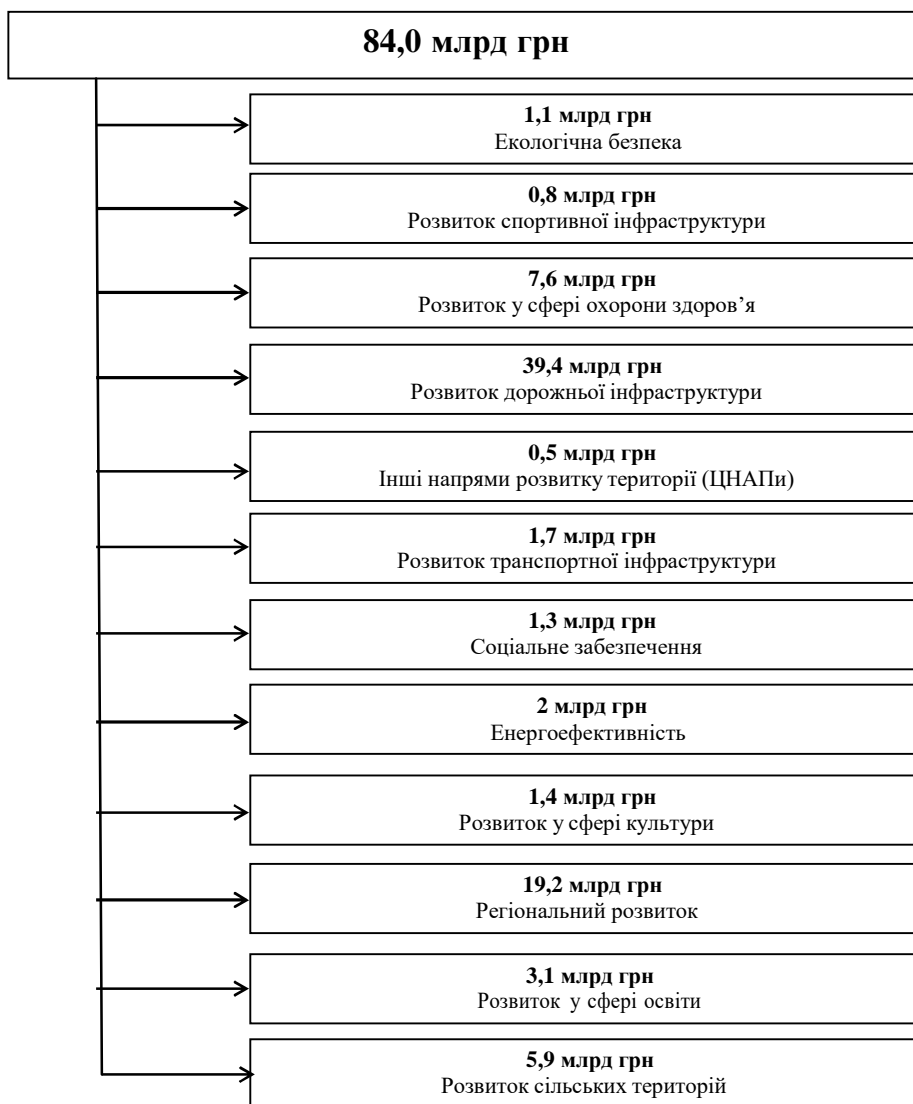 84,0 млрд грн
1,1 млрд грн
Екологічна безпека
0,8 млрд грн
Розвиток спортивної інфраструктури
7,6 млрд грн
Розвиток у сфері охорони здоров’я
39,4 млрд грн
Розвиток дорожньої інфраструктури
0,5 млрд грн
Інші напрями розвитку території (ЦНАПи)
1,7 млрд грн
Розвиток транспортної інфраструктури
1,3 млрд грн
Соціальне забезпечення
2 млрд грн
Енергоефективність
1,4 млрд грн
Розвиток у сфері культури
19,2 млрд грн
Регіональний розвиток
3,1 млрд грн
Розвиток у сфері освіти
5,9 млрд грн
Розвиток сільських територій